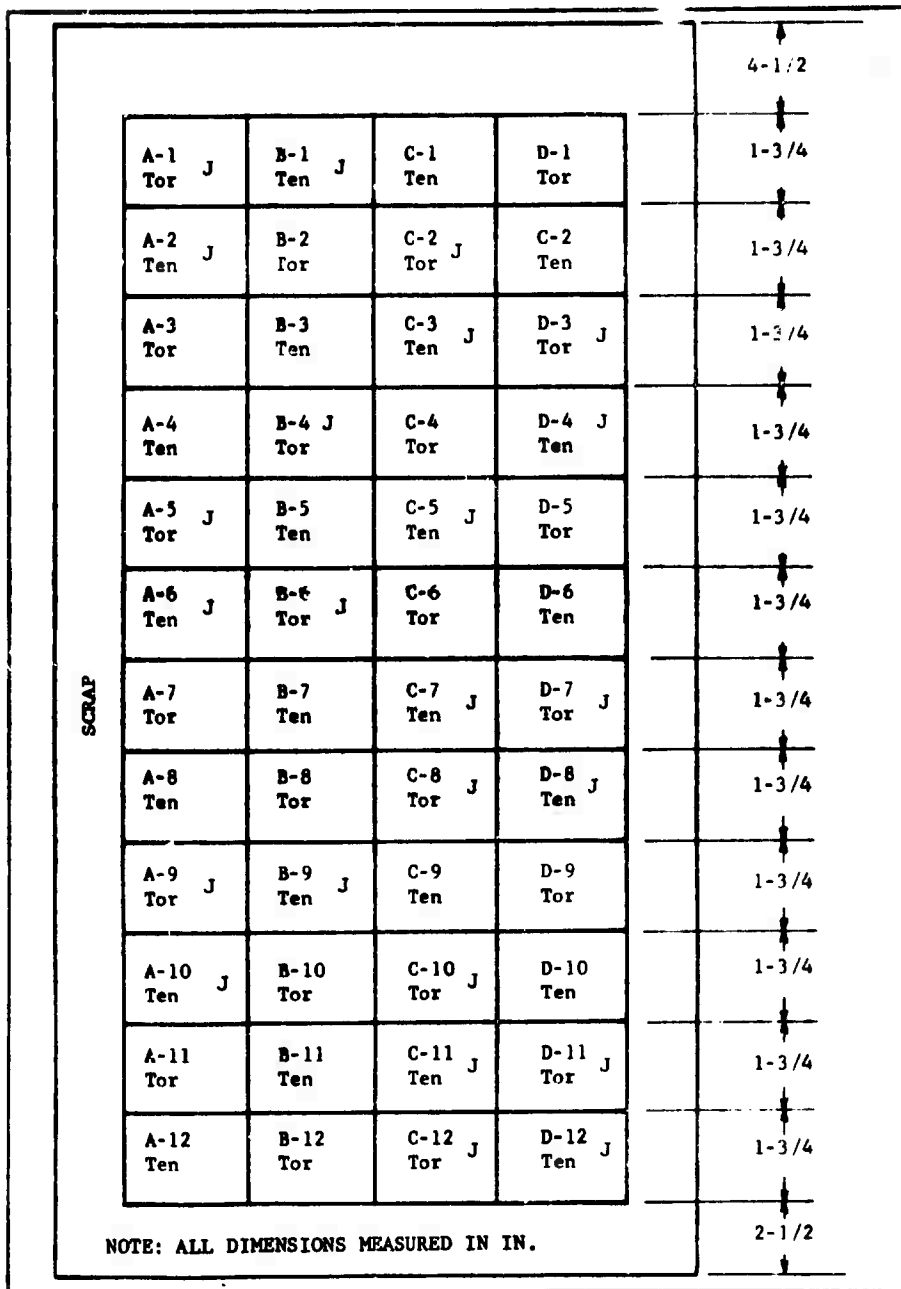 4-1/2
A-1 J B-1 J C-1 D-1 1-3/4
Tor Ten Ten Tor
A-2 J B-2 C-2 J C-2 1-3/4
Ten Tor Tor Ten
A-3 B-3 C-3 J D-3 J 1-3/4
Tor Ten Ten Tor
A-4 B-4 J C-4 D-4 J 1-3/4
Ten Tor Tor Ten
A-5 J B-5 C-5 J D-5 1-3/4
Tor Ten Ten Tor
A-6 J B-6 J C-6 D-6 1-3/4
Ten Tor Tor Ten
SCRAP
A-7 B-7 C-7 J D-7 J 1-3/4
Tor Ten Ten Tor
A-8 B-8 C-8 J D-8 J 1-3/4
Ten Tor Tor Ten
A-9 J B-9 J C-9 D-9 1-3/4
Tor Ten Ten Tor
A-10 J B-10 C-10 J D-10 1-3/4
Ten Tor Tor Ten
A-11 B-11 C-11 J D-11 J 1-3/4
Tor Ten Ten Tor
A-12 B-12 C-12 J D-12 J 1-3/4
Ten Tor Tor Ten
2-1/2
NOTE: ALL DIMENSIONS MEASURED IN IN.